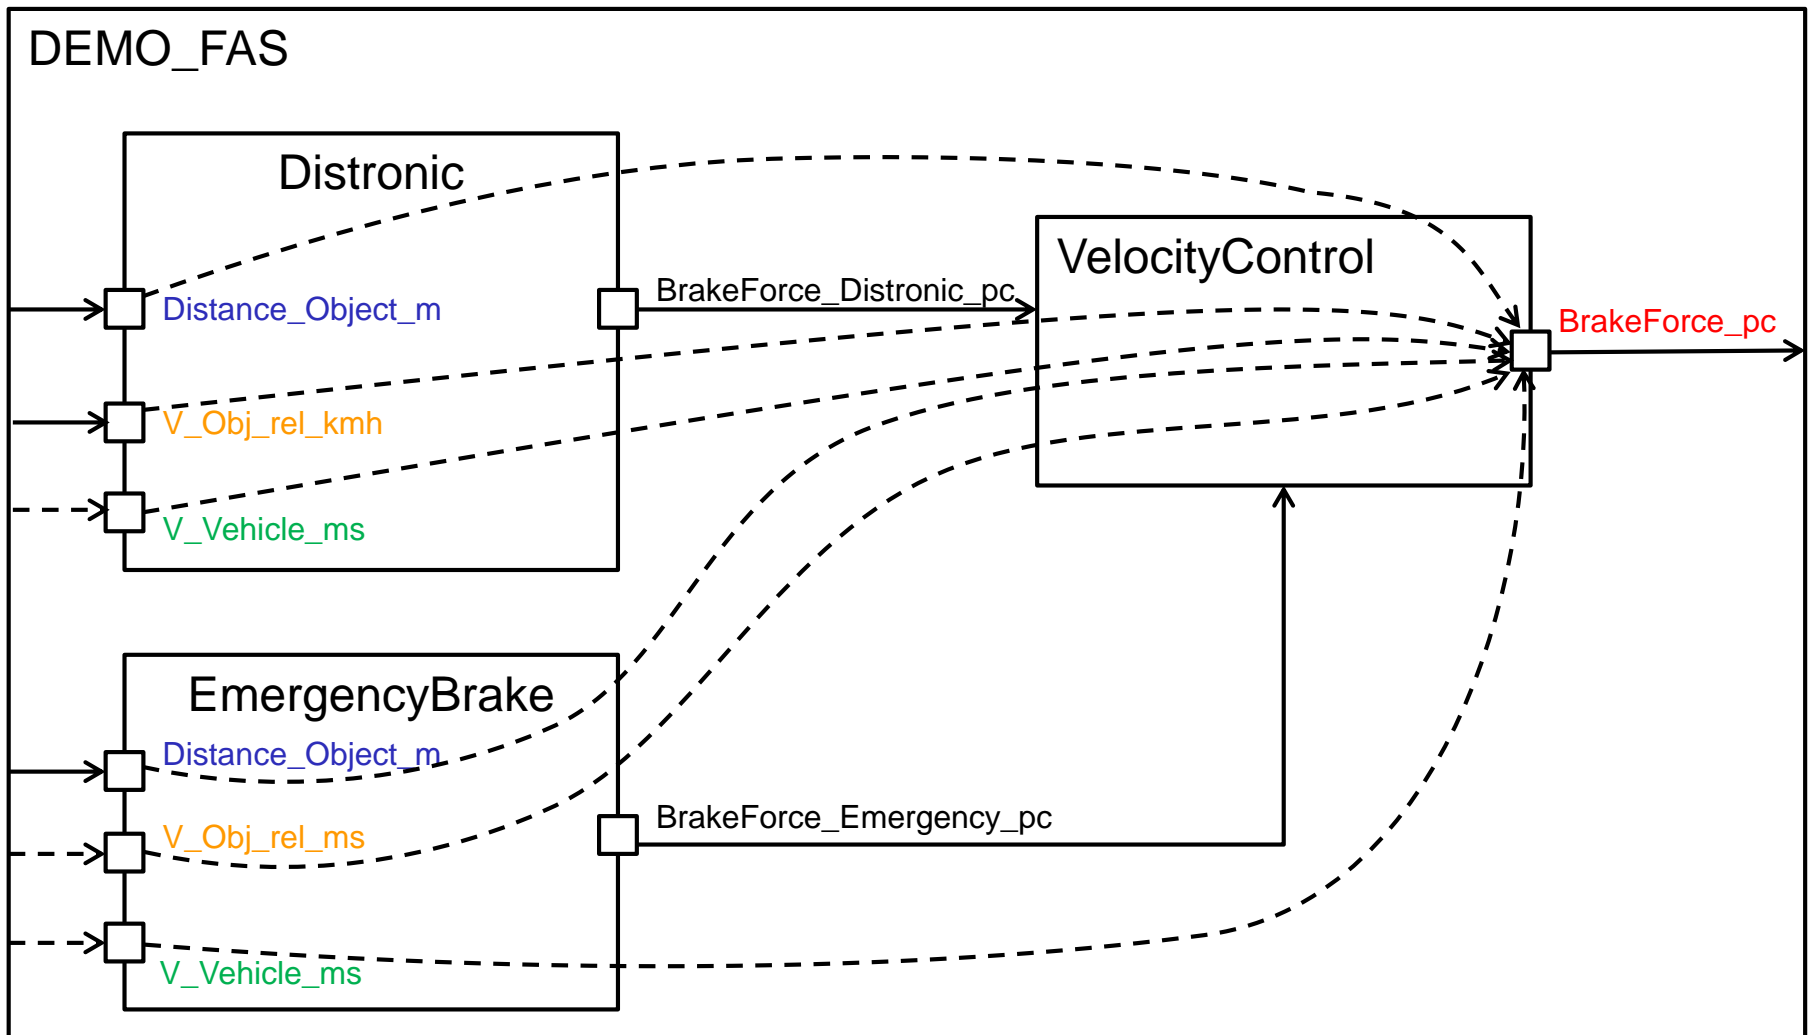 DEMO_FAS
Distronic
Distance_Object_m
V_Obj_rel_kmh
V_Vehicle_ms
BrakeForce_Distronic_pc
VelocityControl
BrakeForce_pc
EmergencyBrake
Distance_Object_m
V_Obj_rel_ms
V_Vehicle_ms
BrakeForce_Emergency_pc